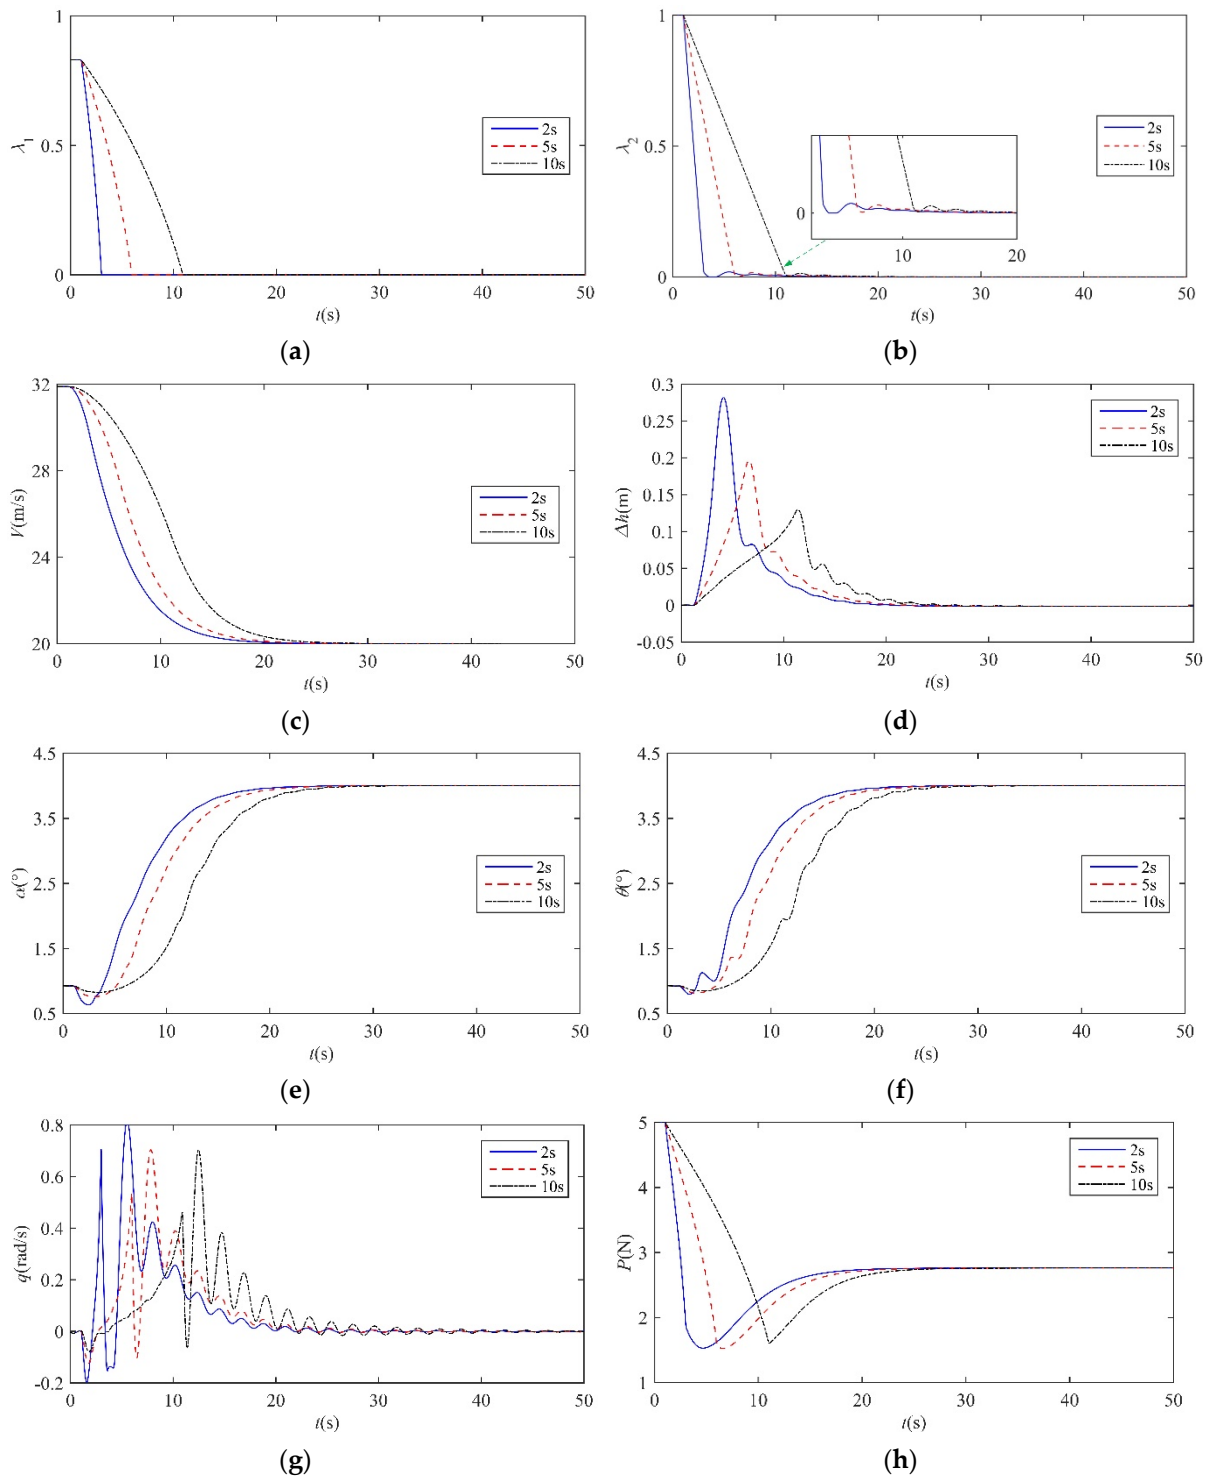 1
0.5
0
λ1
0 10 20 30 40 50
t(s)
2s
5s
10s
(a)
1
0.5
0
λ2
0 10 20 30 40 50
t(s)
2s
5s
10s
0
10 20
(b)
32
28
24
20
V(m/s)
0 10 20 30 40 50
t(s)
2s
5s
10s
(c)
0.3
0.25
0.2
0.15
0.1
0.05
0
-0.05
Δh(m)
0 10 20 30 40 50
t(s)
2s
5s
10s
(d)
4.5
3.5
2.5
1.5
0.5
α(°)
0 10 20 30 40 50
t(s)
2s
5s
10s
(e)
4.5
3.5
2.5
1.5
0.5
θ(°)
0 10 20 30 40 50
t(s)
2s
5s
10s
(f)
0.8
0.6
0.4
0.2
0
-0.2
q(rad/s)
0 10 20 30 40 50
t(s)
2s
5s
10s
(g)
5
4
3
2
1
P(N)
0 10 20 30 40 50
t(s)
2s
5s
10s
(h)